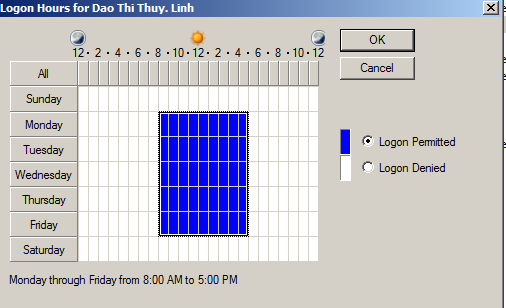 Logon Hours for Dao Thi Thuy. Linh
12 · 2 · 4 · 6 · 8 · 10 · 12 · 2 · 4 · 6 · 8 · 10 · 12
OK
Cancel
All
Sunday
Monday
Tuesday
Wednesday
Thursday
Friday
Saturday
Logon Permitted
Logon Denied
Monday through Friday from 8:00 AM to 5:00 PM